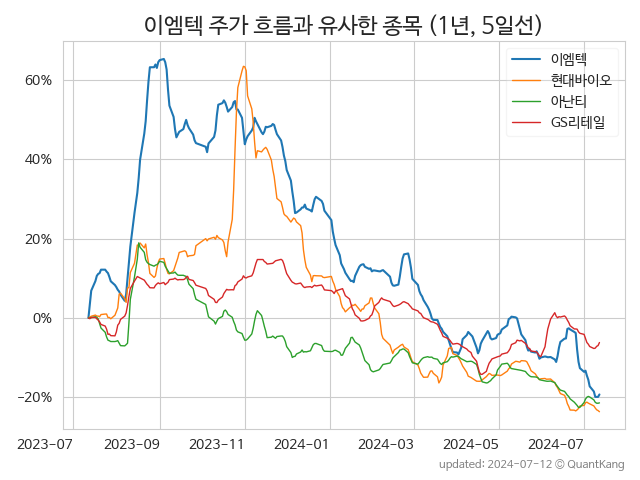 이엠텍 주가 흐름과 유사한 종목 (1년, 5일선)
이엠텍
현대바이오
아난티
GS리테일
60%
40%
20%
0%
−20%
2023-07
2023-09
2023-11
2024-01
2024-03
2024-05
2024-07
updated: 2024-07-12 © QuantKang